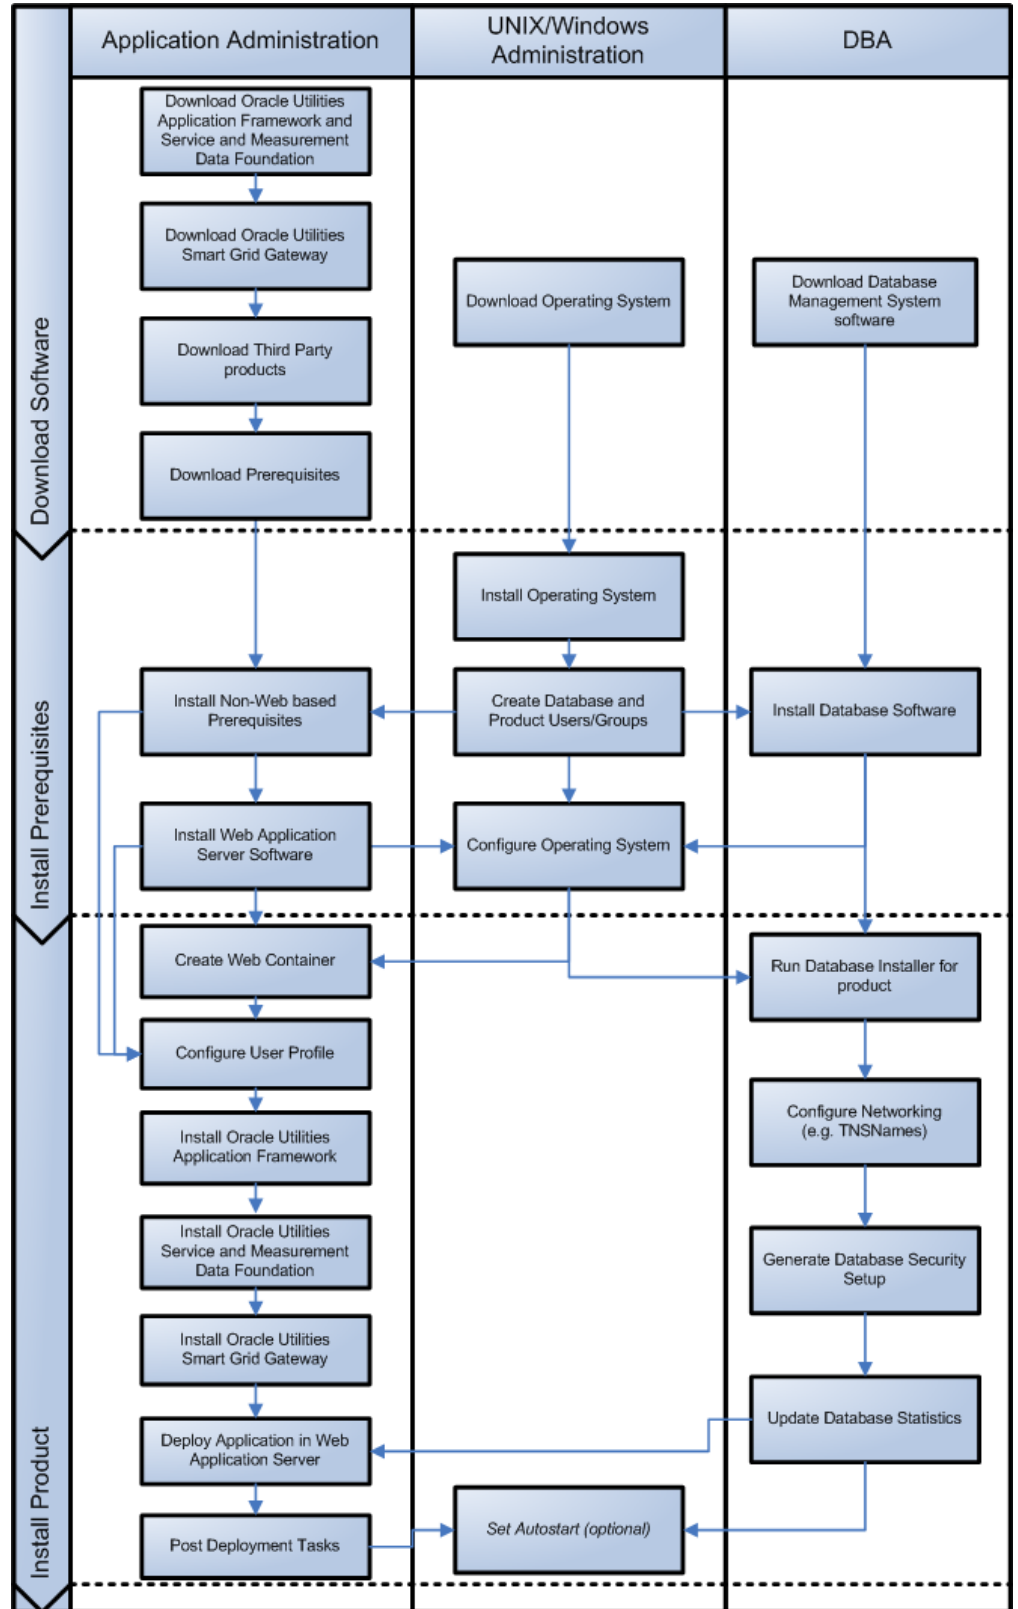 Application Administration
UNIX/Windows
Administration
DBA
Download Software
Download Oracle Utilities
Application Framework and
Service and Measurement
Data Foundation
Download Oracle Utilities
Smart Grid Gateway
Download Third Party
products
Download Prerequisites
Download Operating System
Download Database
Management System
software
Install Prerequisites
Install Operating System
Install Non-Web based
Prerequisites
Create Database and
Product Users/Groups
Install Database Software
Install Web Application
Server Software
Configure Operating System
Install Product
Create Web Container
Run Database Installer for
product
Configure User Profile
Configure Networking
(e.g. TNSNames)
Install Oracle Utilities
Application Framework
Install Oracle Utilities
Service and Measurement
Data Foundation
Generate Database Security
Setup
Install Oracle Utilities
Smart Grid Gateway
Update Database Statistics
Deploy Application in Web
Application Server
Set Autostart (optional)
Post Deployment Tasks